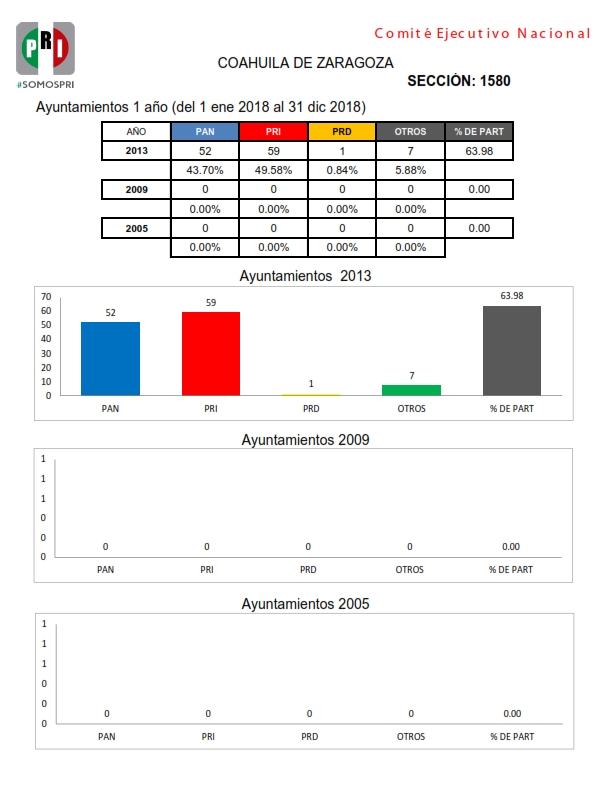 PRI
#SOMOSPRI
Comité Ejecutivo Nacional
COAHUILA DE ZARAGOZA
SECCIÓN: 1580
Ayuntamientos 1 año (del 1 ene 2018 al 31 dic 2018)
AÑO PAN PRI PRD OTROS % DE PART
2013 52 59 1 7 63.98
43.70% 49.58% 0.84% 5.88%
2009 0 0 0 0 0.00
0.00% 0.00% 0.00% 0.00%
2005 0 0 0 0 0.00
0.00% 0.00% 0.00% 0.00%
Ayuntamientos 2013
70
60
50
40
30
20
10
0
52 59 1 7 63.98
PAN PRI PRD OTROS % DE PART
Ayuntamientos 2009
1
1
1
0
0
0
0 0 0 0 0.00
PAN PRI PRD OTROS % DE PART
Ayuntamientos 2005
1
1
1
0
0
0
0 0 0 0 0.00
PAN PRI PRD OTROS % DE PART